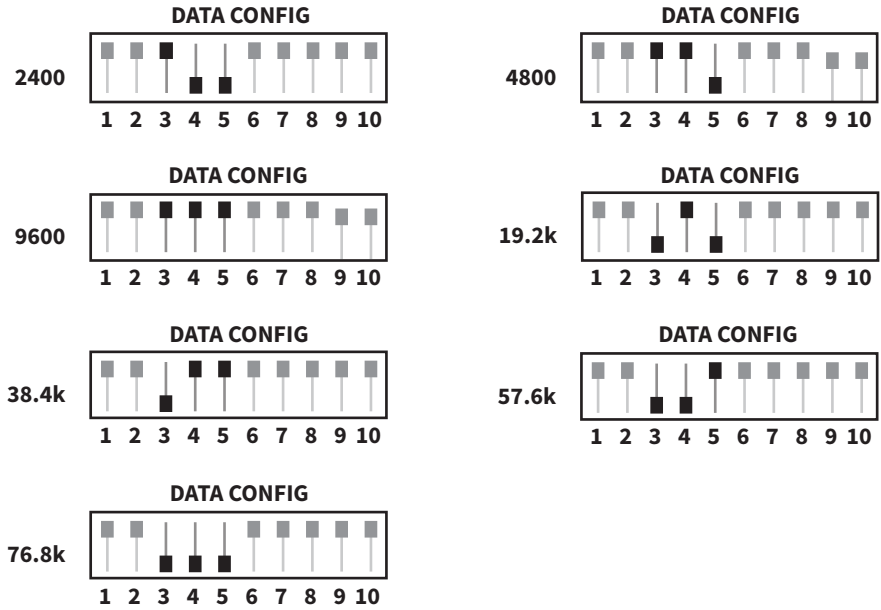 DATA CONFIG
2400
1 2 3 4 5 6 7 8 9 10
DATA CONFIG
4800
1 2 3 4 5 6 7 8 9 10
DATA CONFIG
9600
1 2 3 4 5 6 7 8 9 10
DATA CONFIG
19.2k
1 2 3 4 5 6 7 8 9 10
DATA CONFIG
38.4k
1 2 3 4 5 6 7 8 9 10
DATA CONFIG
57.6k
1 2 3 4 5 6 7 8 9 10
DATA CONFIG
76.8k
1 2 3 4 5 6 7 8 9 10